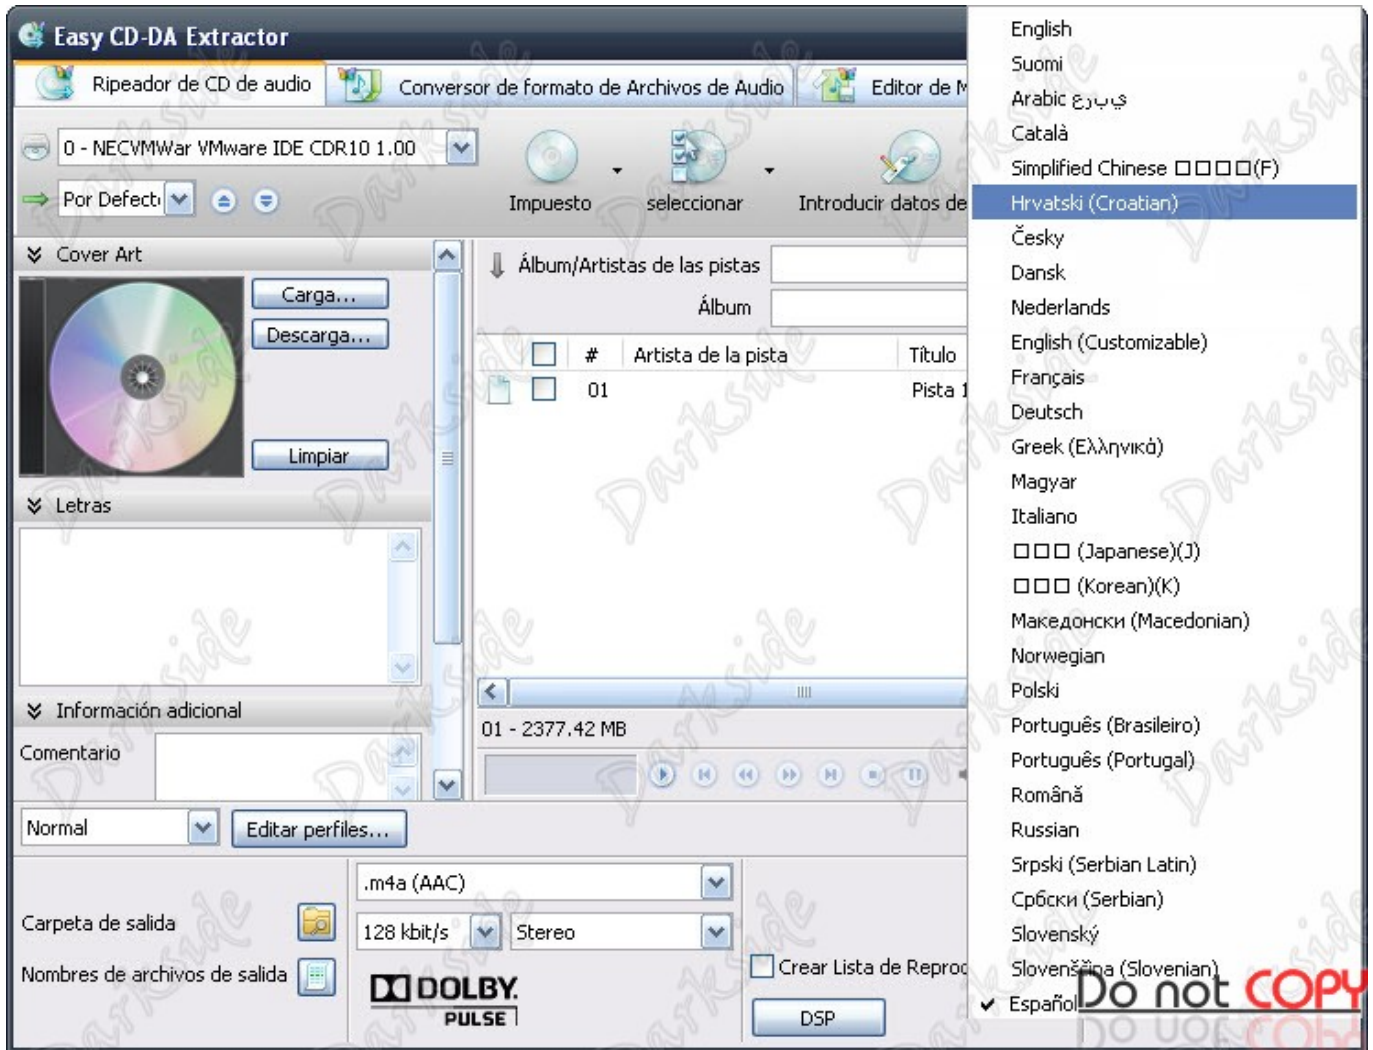 Easy CD-DA Extractor
Ripeador de CD de audio
Conversor de formato de Archivos de Audio
Editor de M
0 - NECVMWar VMware IDE CDR10 1.00
Por Defect
Impuesto
seleccionar
Introducir datos de
Cover Art
Carga...
Descarga...
Limpiar
Letras
Información adicional
Comentario
Álbum/Artistas de las pistas
Álbum
# Artista de la pista Título
01 Pista 1
01 - 2377.42 MB
Normal
Editar perfiles...
Carpeta de salida
Nombres de archivos de salida
.m4a (AAC)
128 kbit/s
Stereo
DOLBY.
PULSE
Crear Lista de Reproc
DSP
English
Suomi
Arabic عربي
Català
Simplified Chinese □□□□(F)
Hrvatski (Croatian)
Česky
Dansk
Nederlands
English (Customizable)
Français
Deutsch
Greek (Ελληνικά)
Magyar
Italiano
□□□ (Japanese)(J)
□□□ (Korean)(K)
Македонски (Macedonian)
Norwegian
Polski
Português (Brasileiro)
Português (Portugal)
Română
Russian
Srpski (Serbian Latin)
Србски (Serbian)
Slovenský
Slovenščina (Slovenian)
Español
Do not COPY
Darkside